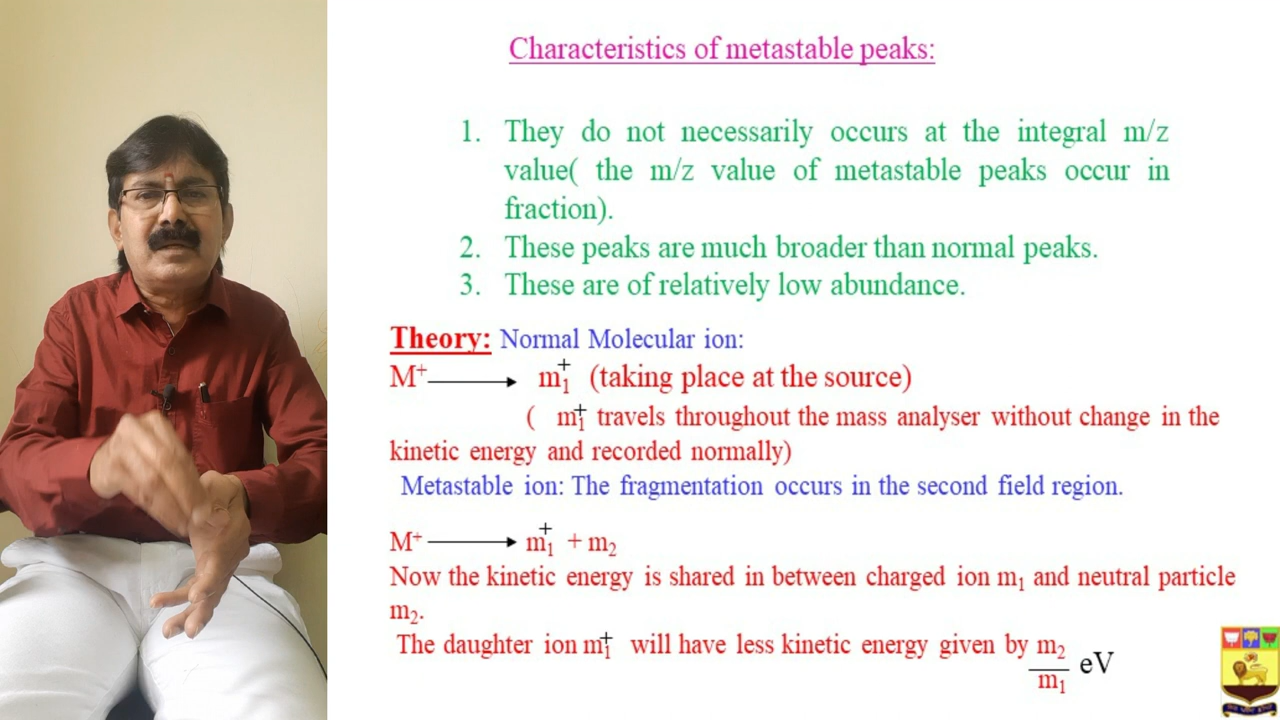 Characteristics of metastable peaks:
1. They do not necessarily occurs at the integral m/z
value( the m/z value of metastable peaks occur in
fraction).
2. These peaks are much broader than normal peaks.
3. These are of relatively low abundance.
Theory: Normal Molecular ion:
M⁺ ⟶ m₁⁺ (taking place at the source)
( m₁⁺ travels throughout the mass analyser without change in the
kinetic energy and recorded normally)
Metastable ion: The fragmentation occurs in the second field region.
M⁺ ⟶ m₁⁺ + m₂
Now the kinetic energy is shared in between charged ion m₁ and neutral particle
m₂.
The daughter ion m₁⁺ will have less kinetic energy given by m₂
eV
m₁